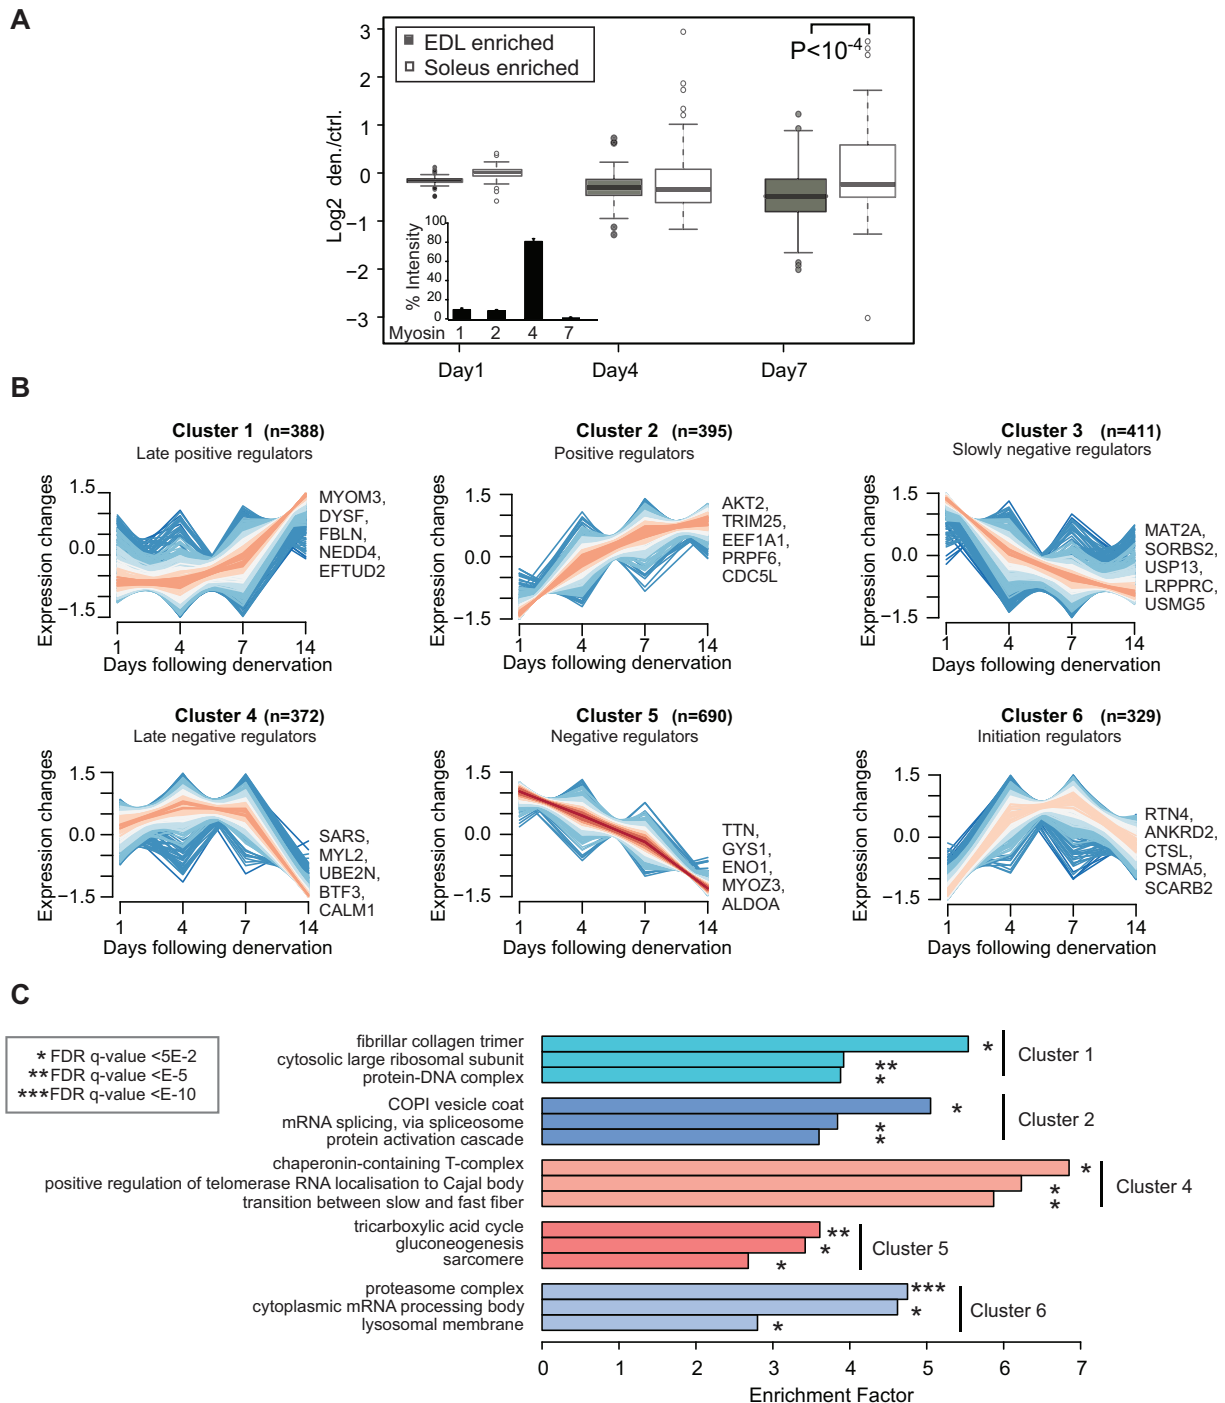 A
3
2
1
0
−1
−2
−3
Log2 den./ctrl.
EDL enriched
Soleus enriched
P<10-4
100
80
60
40
20
0
% Intensity
Myosin 1 2 4 7
Day1 Day4 Day7
B
Cluster 1 (n=388)
Late positive regulators
Expression changes
1.5
0.0
−1.5
1 4 7 14
Days following denervation
MYOM3,
DYSF,
FBLN,
NEDD4,
EFTUD2
Cluster 2 (n=395)
Positive regulators
Expression changes
1.5
0.0
−1.5
1 4 7 14
Days following denervation
AKT2,
TRIM25,
EEF1A1,
PRPF6,
CDC5L
Cluster 3 (n=411)
Slowly negative regulators
Expression changes
1.5
0.0
−1.5
1 4 7 14
Days following denervation
MAT2A,
SORBS2,
USP13,
LRPPRC,
USMG5
Cluster 4 (n=372)
Late negative regulators
Expression changes
1.5
0.0
−1.5
1 4 7 14
Days following denervation
SARS,
MYL2,
UBE2N,
BTF3,
CALM1
Cluster 5 (n=690)
Negative regulators
Expression changes
1.5
0.0
−1.5
1 4 7 14
Days following denervation
TTN,
GYS1,
ENO1,
MYOZ3,
ALDOA
Cluster 6 (n=329)
Initiation regulators
Expression changes
1.5
0.0
−1.5
1 4 7 14
Days following denervation
RTN4,
ANKRD2,
CTSL,
PSMA5,
SCARB2
C
* FDR q-value <5E-2
** FDR q-value <E-5
*** FDR q-value <E-10
fibrillar collagen trimer *
cytosolic large ribosomal subunit **
protein-DNA complex *
Cluster 1
COPI vesicle coat *
mRNA splicing, via spliceosome *
protein activation cascade *
Cluster 2
chaperonin-containing T-complex *
positive regulation of telomerase RNA localisation to Cajal body *
transition between slow and fast fiber *
Cluster 4
tricarboxylic acid cycle **
gluconeogenesis *
sarcomere *
Cluster 5
proteasome complex ***
cytoplasmic mRNA processing body *
lysosomal membrane *
Cluster 6
0 1 2 3 4 5 6 7
Enrichment Factor